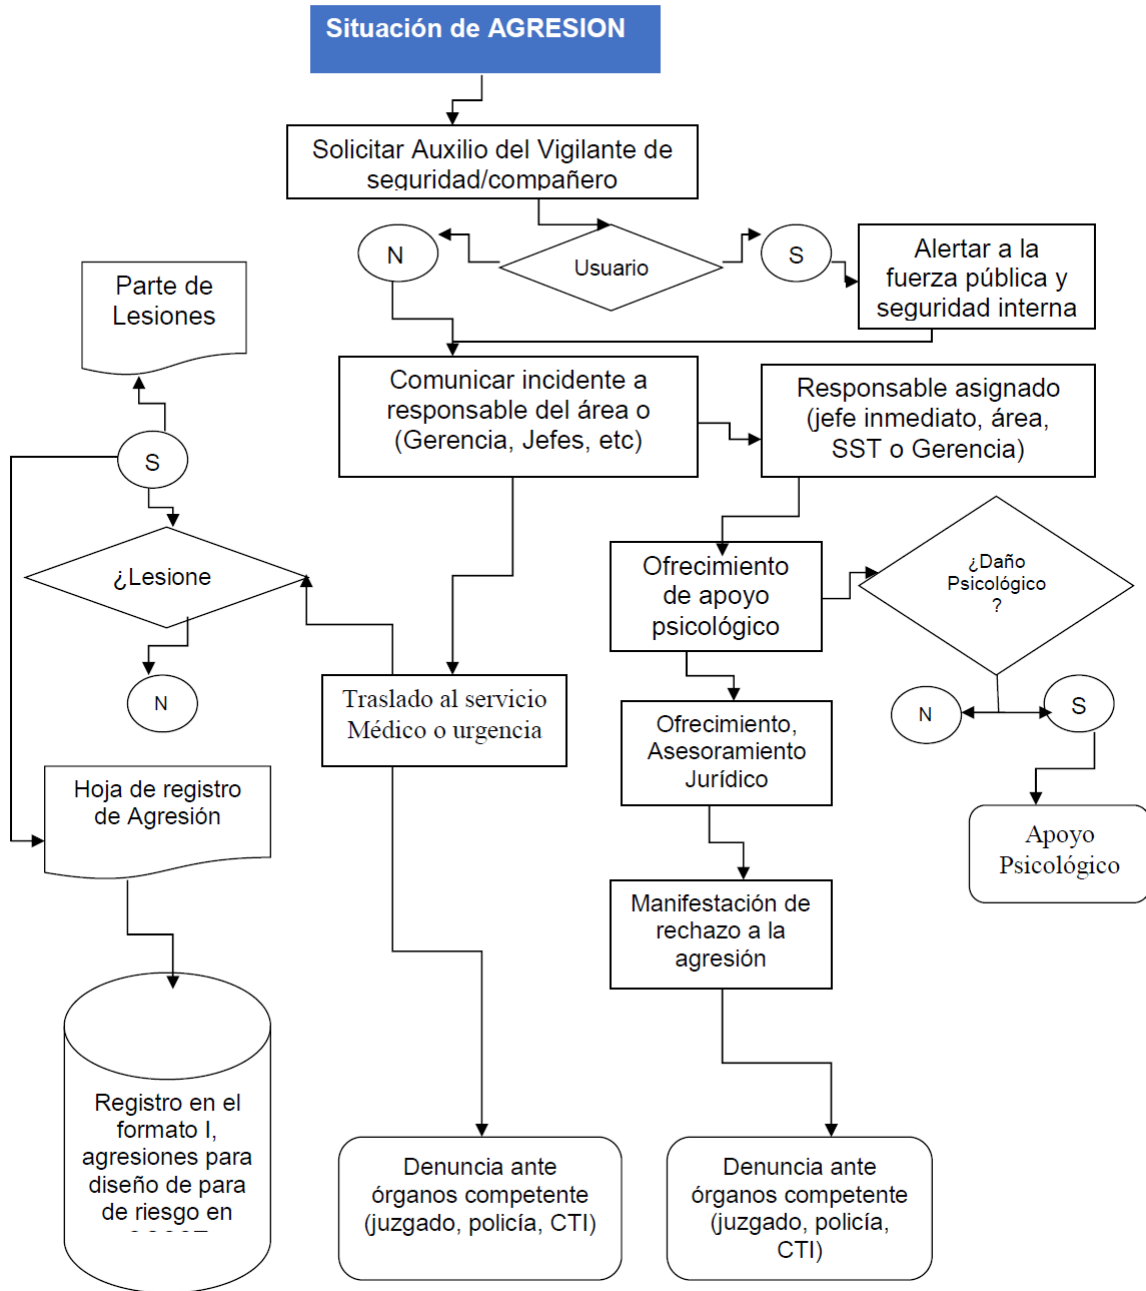 Situación de AGRESION
Solicitar Auxilio del Vigilante de
seguridad/compañero
N
Usuario
S
Alertar a la
fuerza pública y
seguridad interna
Parte de
Lesiones
Comunicar incidente a
responsable del área o
(Gerencia, Jefes, etc)
Responsable asignado
(jefe inmediato, área,
SST o Gerencia)
S
¿Lesione
N
Ofrecimiento
de apoyo
psicológico
¿Daño
Psicológico
?
Traslado al servicio
Médico o urgencia
Ofrecimiento,
Asesoramiento
Jurídico
N
S
Hoja de registro
de Agresión
Apoyo
Psicológico
Manifestación de
rechazo a la
agresión
Registro en el
formato I,
agresiones para
diseño de para
de riesgo en
Denuncia ante
órganos competente
(juzgado, policía, CTI)
Denuncia ante
órganos competente
(juzgado, policía,
CTI)